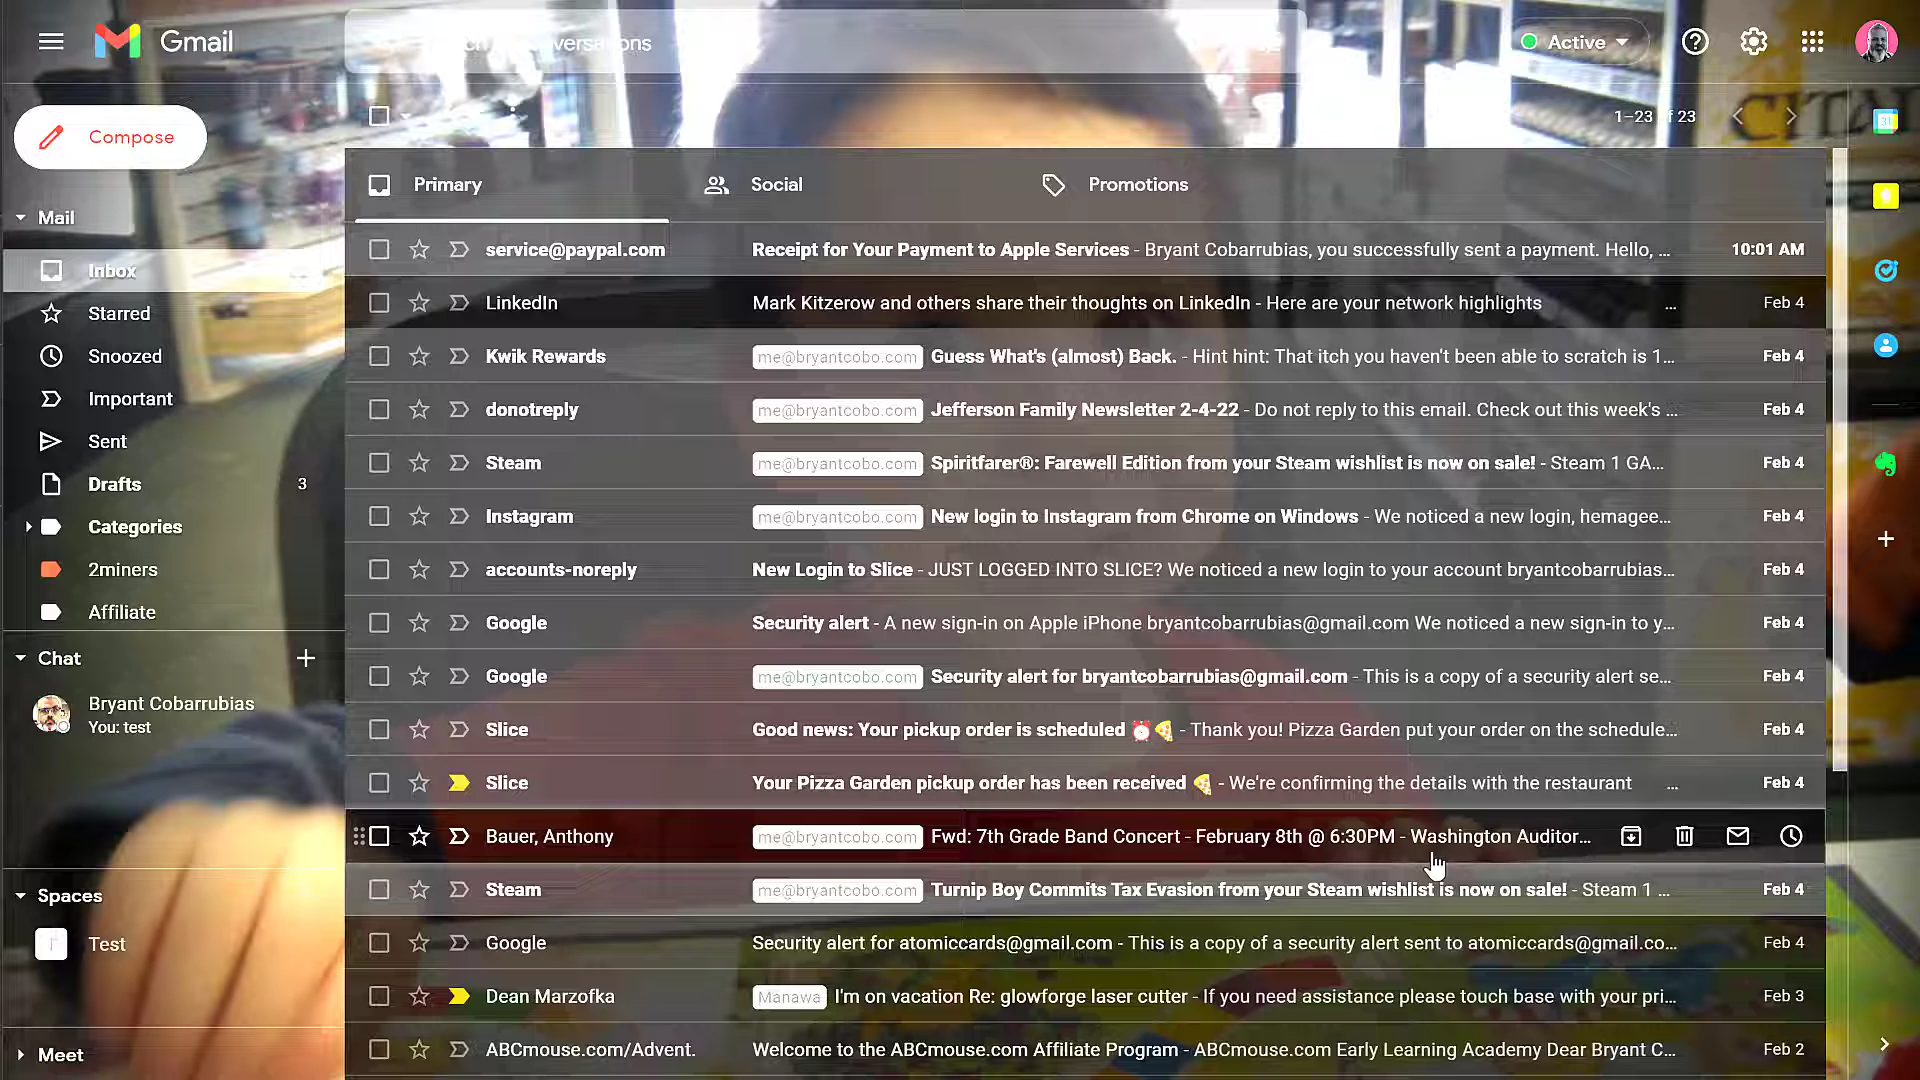 Gmail
conversations
Active
Compose
1–23 of 23
CITY
Mail
Primary
Social
Promotions
Inbox
Starred
Snoozed
Important
Sent
Drafts 3
Categories
2miners
Affiliate
Chat
Bryant Cobarrubias
You: test
Spaces
Test
Meet
service@paypal.com Receipt for Your Payment to Apple Services - Bryant Cobarrubias, you successfully sent a payment. Hello, ... 10:01 AM
LinkedIn Mark Kitzerow and others share their thoughts on LinkedIn - Here are your network highlights ... Feb 4
Kwik Rewards me@bryantcobo.com Guess What's (almost) Back. - Hint hint: That itch you haven't been able to scratch is 1... Feb 4
donotreply me@bryantcobo.com Jefferson Family Newsletter 2-4-22 - Do not reply to this email. Check out this week's ... Feb 4
Steam me@bryantcobo.com Spiritfarer®: Farewell Edition from your Steam wishlist is now on sale! - Steam 1 GA... Feb 4
Instagram me@bryantcobo.com New login to Instagram from Chrome on Windows - We noticed a new login, hemagee... Feb 4
accounts-noreply New Login to Slice - JUST LOGGED INTO SLICE? We noticed a new login to your account bryantcobarrubias... Feb 4
Google Security alert - A new sign-in on Apple iPhone bryantcobarrubias@gmail.com We noticed a new sign-in to y... Feb 4
Google me@bryantcobo.com Security alert for bryantcobarrubias@gmail.com - This is a copy of a security alert se... Feb 4
Slice Good news: Your pickup order is scheduled ⏰🍕 - Thank you! Pizza Garden put your order on the schedule... Feb 4
Slice Your Pizza Garden pickup order has been received 🍕 - We're confirming the details with the restaurant ... Feb 4
Bauer, Anthony me@bryantcobo.com Fwd: 7th Grade Band Concert - February 8th @ 6:30PM - Washington Auditor...
Steam me@bryantcobo.com Turnip Boy Commits Tax Evasion from your Steam wishlist is now on sale! - Steam 1 ... Feb 4
Google Security alert for atomiccards@gmail.com - This is a copy of a security alert sent to atomiccards@gmail.co... Feb 4
Dean Marzofka Manawa I'm on vacation Re: glowforge laser cutter - If you need assistance please touch base with your pri... Feb 3
ABCmouse.com/Advent. Welcome to the ABCmouse.com Affiliate Program - ABCmouse.com Early Learning Academy Dear Bryant C... Feb 2